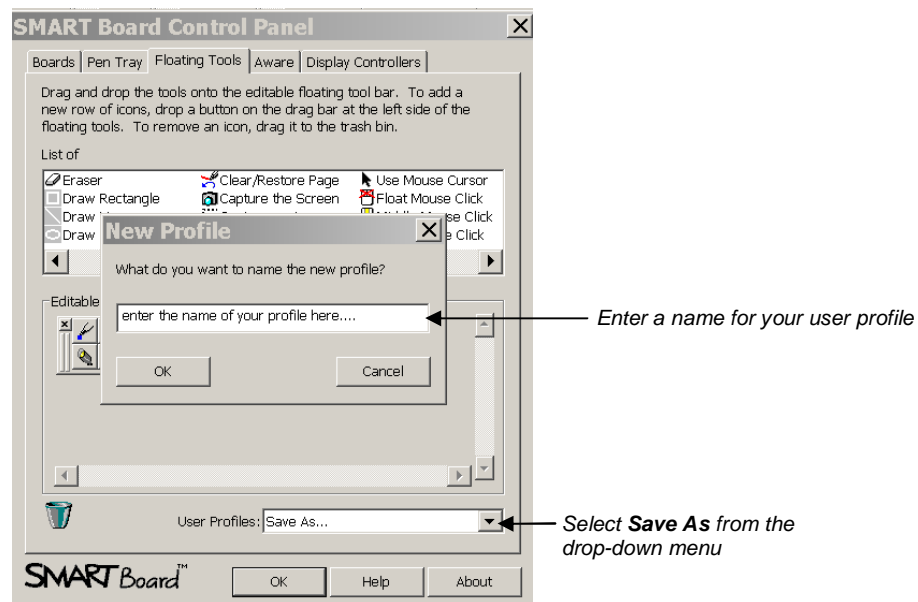 SMART Board Control Panel
Boards Pen Tray Floating Tools Aware Display Controllers
Drag and drop the tools onto the editable floating tool bar. To add a
new row of icons, drop a button on the drag bar at the left side of the
floating tools. To remove an icon, drag it to the trash bin.
List of
Eraser Clear/Restore Page Use Mouse Cursor
Draw Rectangle Capture the Screen Float Mouse Click
Draw Click
Draw Click
New Profile
What do you want to name the new profile?
Editable
enter the name of your profile here....
Enter a name for your user profile
OK Cancel
User Profiles: Save As...
Select Save As from the
drop-down menu
SMART Board™ OK Help About